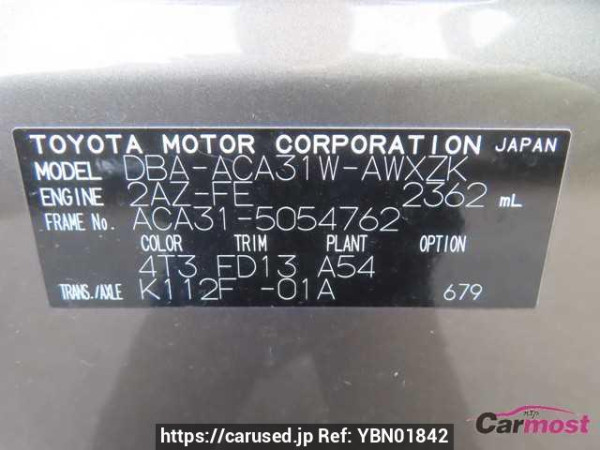 TOYOTA MOTOR CORPORATION JAPAN
MODEL DBA-ACA31W-AWXZK
ENGINE 2AZ-FE 2362 mL
FRAME No. ACA31-5054762
COLOR TRIM PLANT OPTION
4T3 FD13 A54
TRANS./AXLE K112F -01A 679
Carmost
https://carused.jp Ref: YBN01842